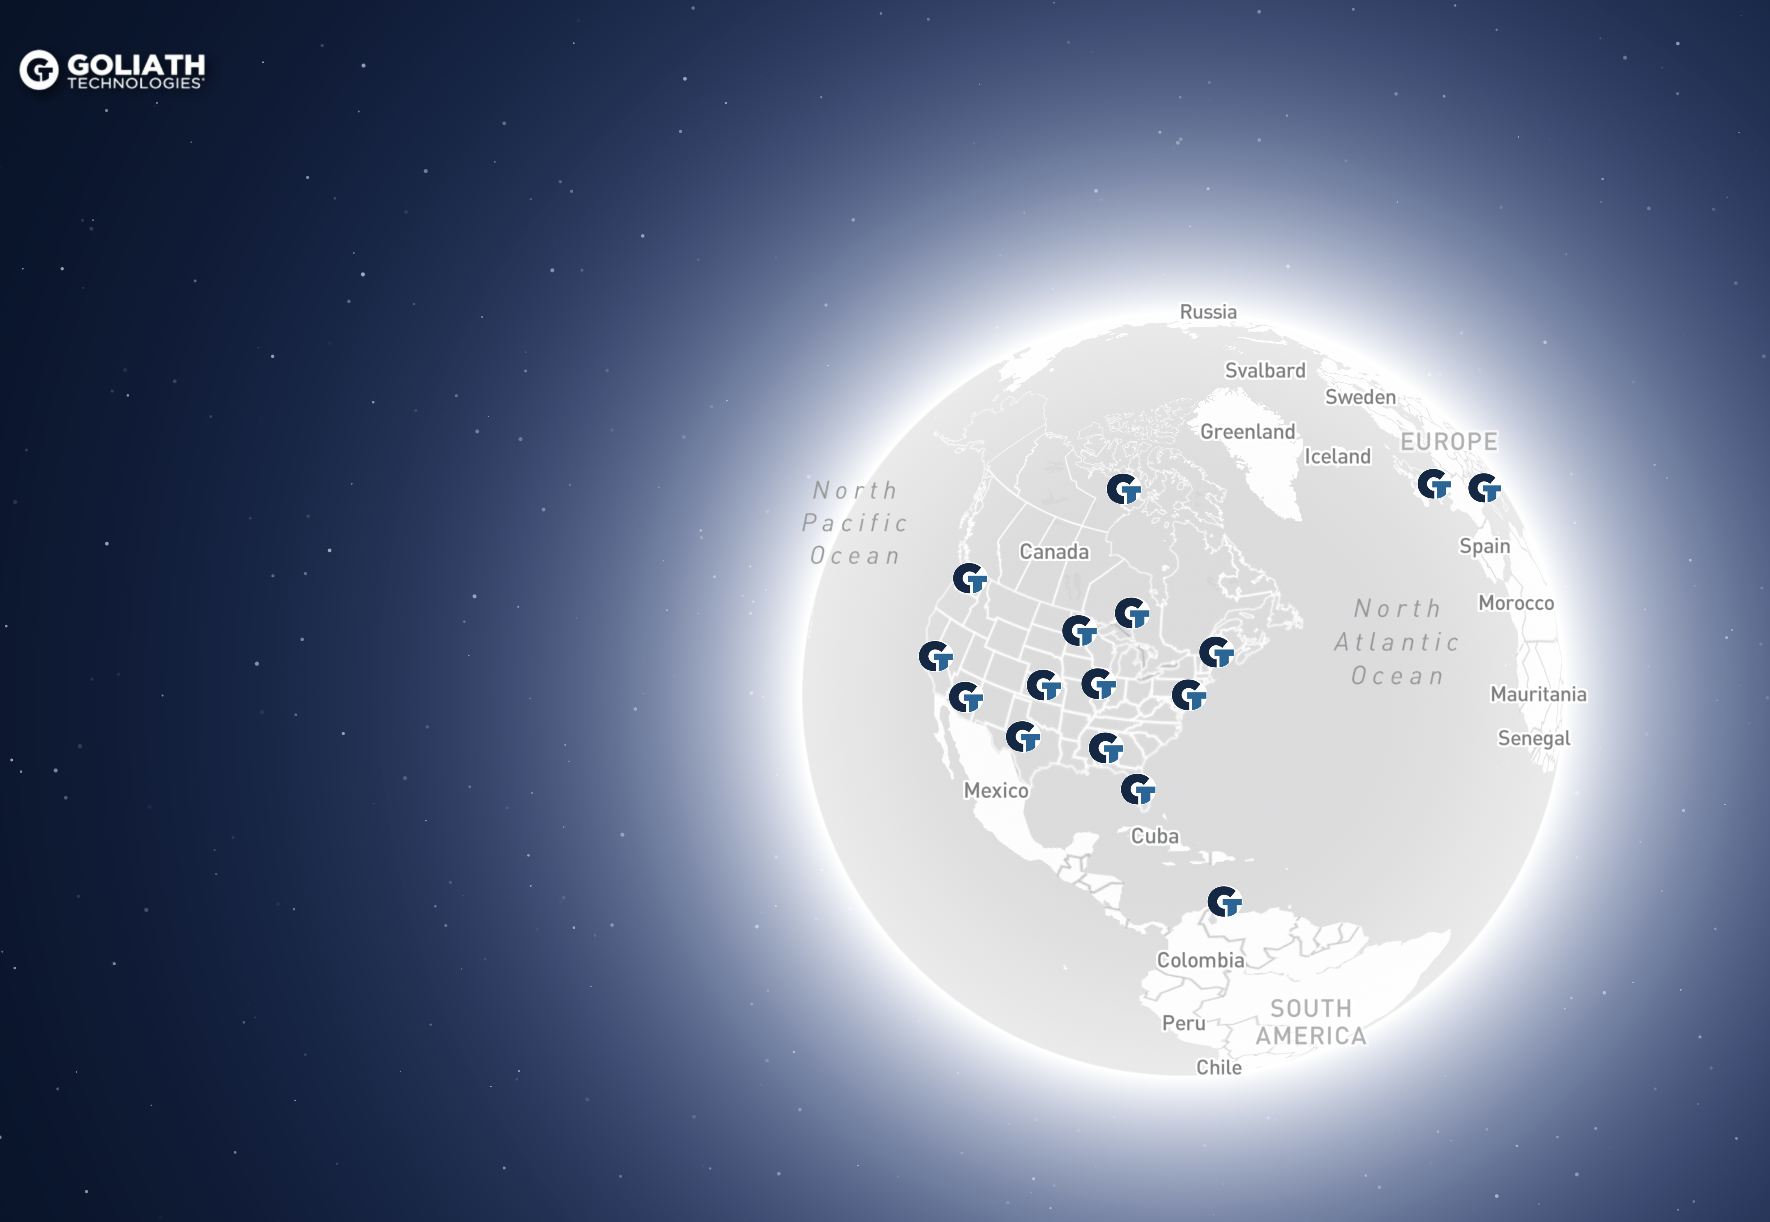 GOLIATH
TECHNOLOGIES
Russia
Svalbard
Sweden
Greenland
EUROPE
Iceland
North
Pacific
Ocean
Canada
Spain
Morocco
North
Atlantic
Ocean
Mauritania
Senegal
Mexico
Cuba
Colombia
SOUTH
AMERICA
Peru
Chile